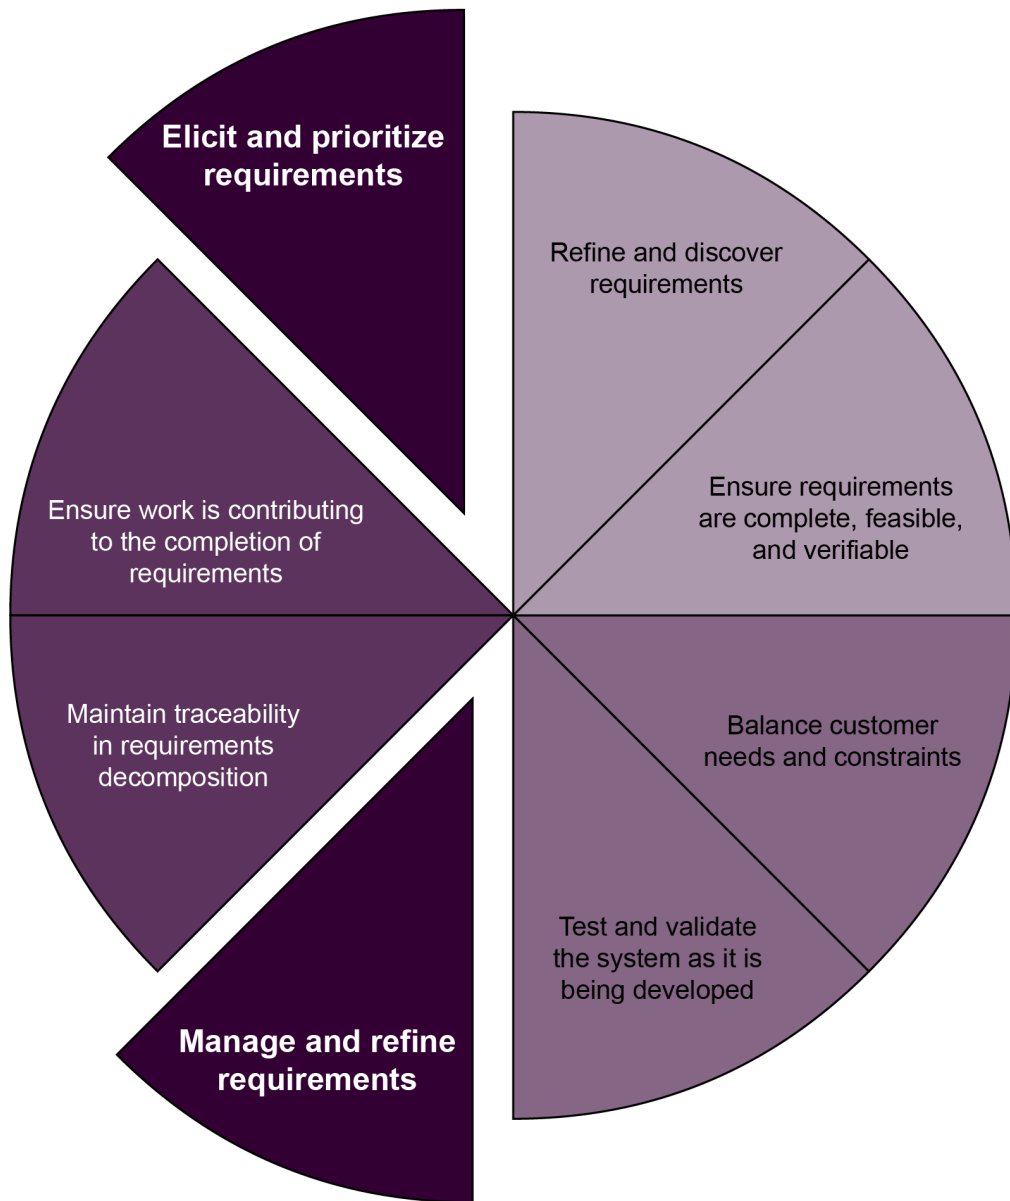 Elicit and prioritize
requirements
Refine and discover
requirements
Ensure requirements
are complete, feasible,
and verifiable
Balance customer
needs and constraints
Test and validate
the system as it is
being developed
Manage and refine
requirements
Maintain traceability
in requirements
decomposition
Ensure work is contributing
to the completion of
requirements